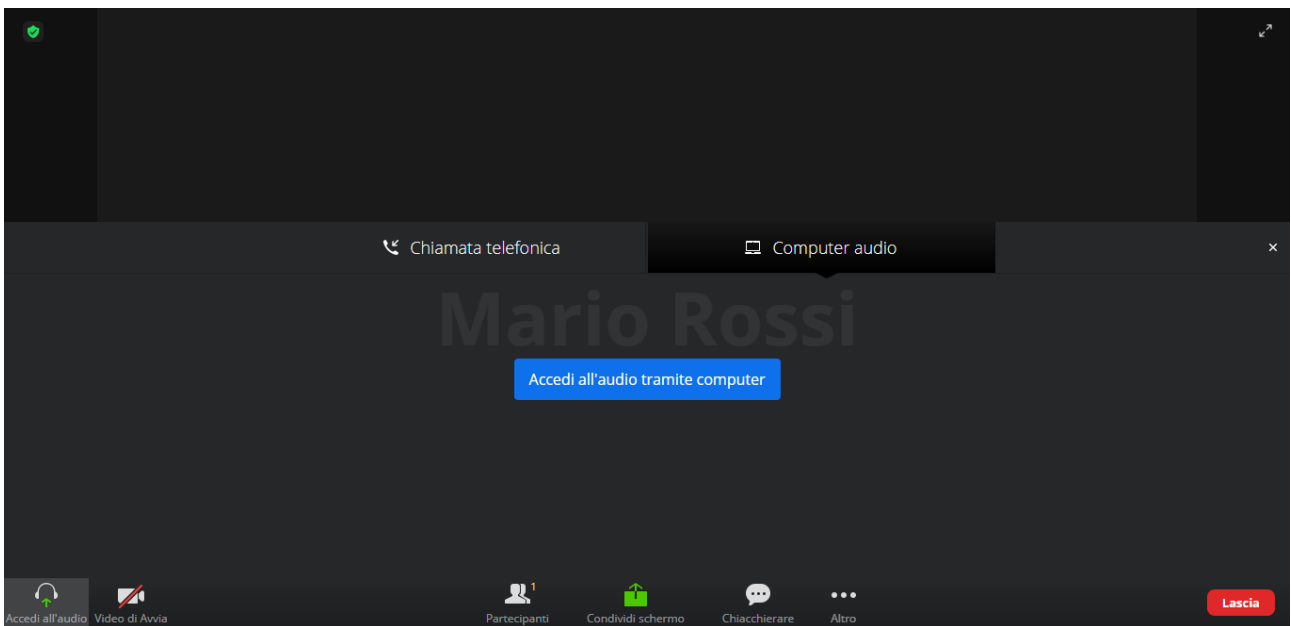 Chiamata telefonica
Computer audio
Mario Rossi
Accedi all'audio tramite computer
1
Accedi all'audio
Video di Avvia
Partecipanti
Condividi schermo
Chiacchierare
Altro
Lascia